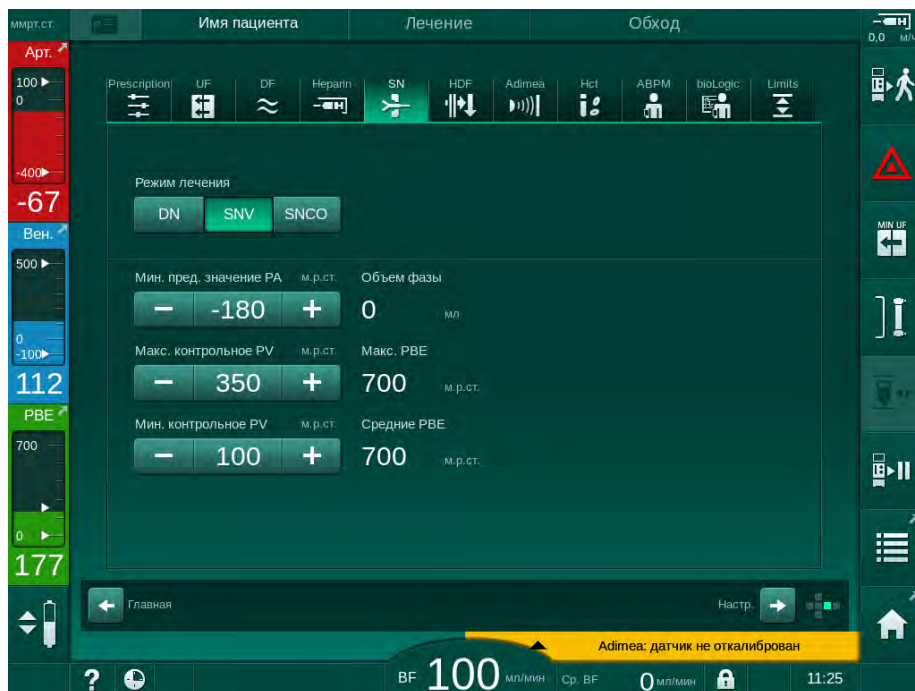 ммрт.ст. Имя пациента Лечение Обход
0,0 м/ч
Арт.
100
0
-400
-67
Вен.
500
0
-100
112
PBE
700
0
177
Prescription UF DF Heparin SN HDF Adimea Hct ABPM bioLogic Limits
Режим лечения
DN SNV SNCO
Мин. пред. значение PA м.р.ст. Объем фазы
− -180 + 0 мл
Макс. контрольное PV м.р.ст. Макс. PBE
− 350 + 700 м.р.ст.
Мин. контрольное PV м.р.ст. Средние PBE
− 100 + 700 м.р.ст.
MIN UF
Главная Настр.
Adimea: датчик не откалиброван
? BF 100 мл/мин Ср. BF 0 мл/мин 11:25